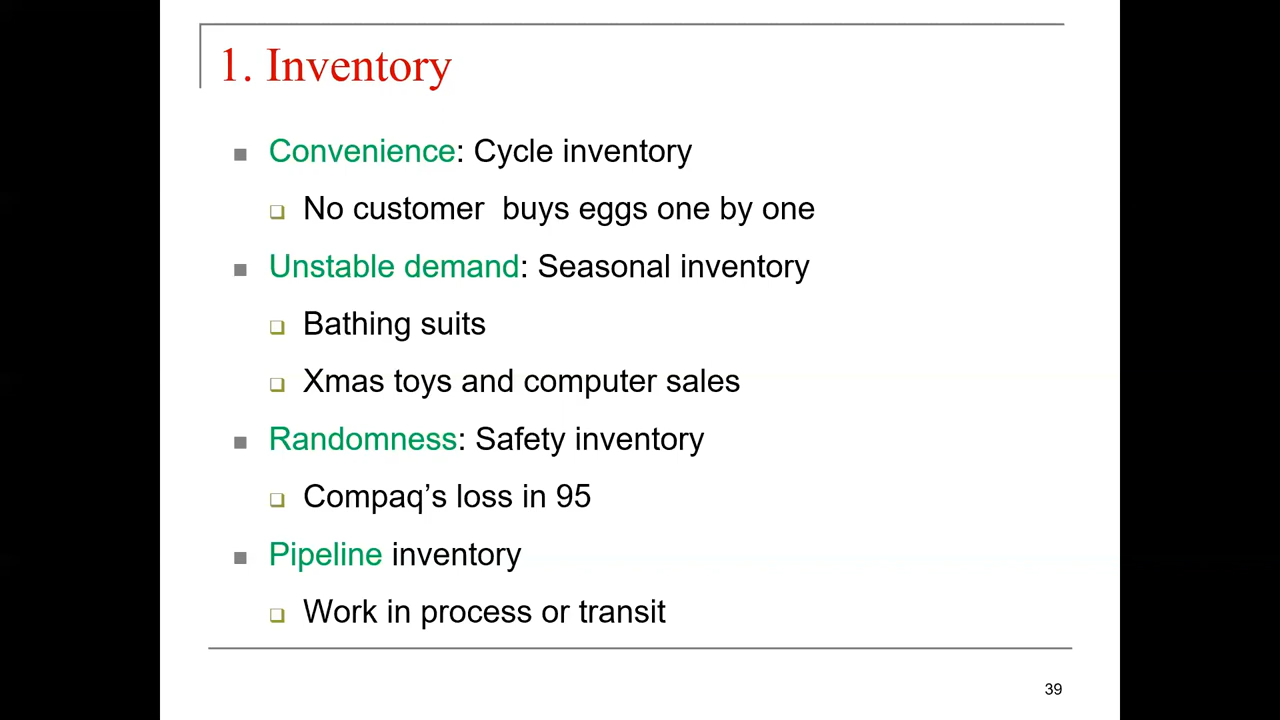 1. Inventory
Convenience: Cycle inventory
No customer  buys eggs one by one
Unstable demand: Seasonal inventory
Bathing suits
Xmas toys and computer sales
Randomness: Safety inventory
Compaq’s loss in 95
Pipeline inventory
Work in process or transit
39